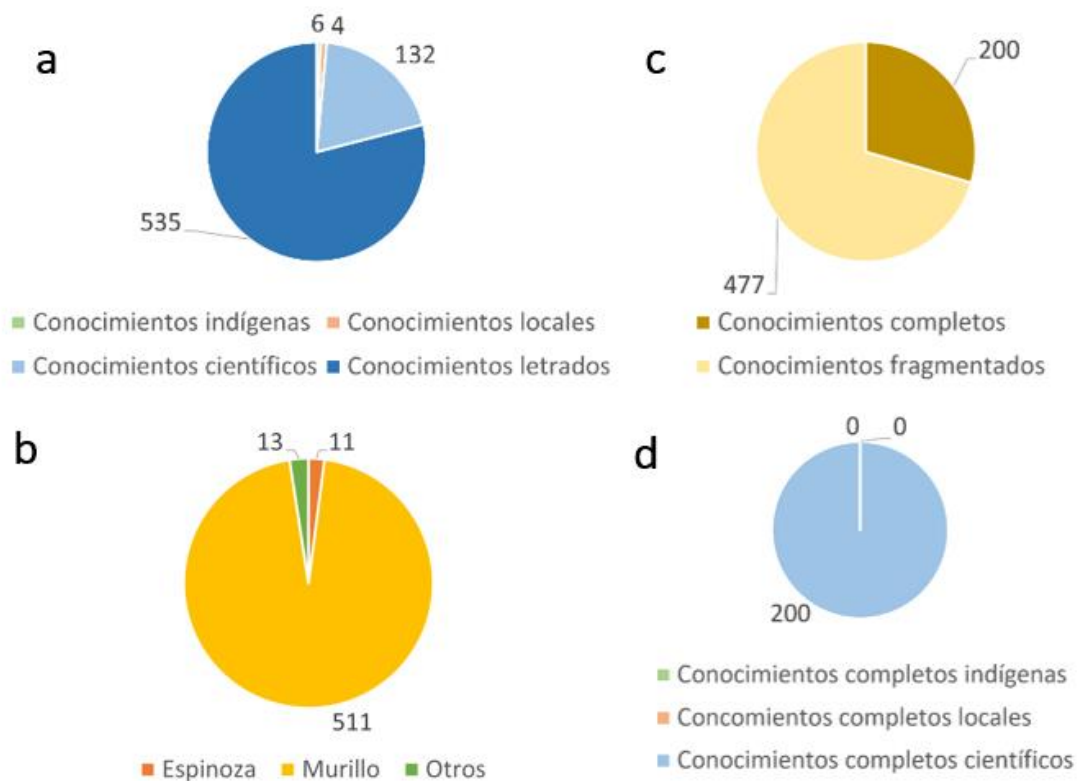 a
6 4
132
535
Conocimientos indígenas Conocimientos locales
Conocimientos científicos Conocimientos letrados
c
200
477
Conocimientos completos
Conocimientos fragmentados
b
13 11
511
Espinoza Murillo Otros
d
0 0
200
Conocimientos completos indígenas
Concomientos completos locales
Conocimientos completos científicos